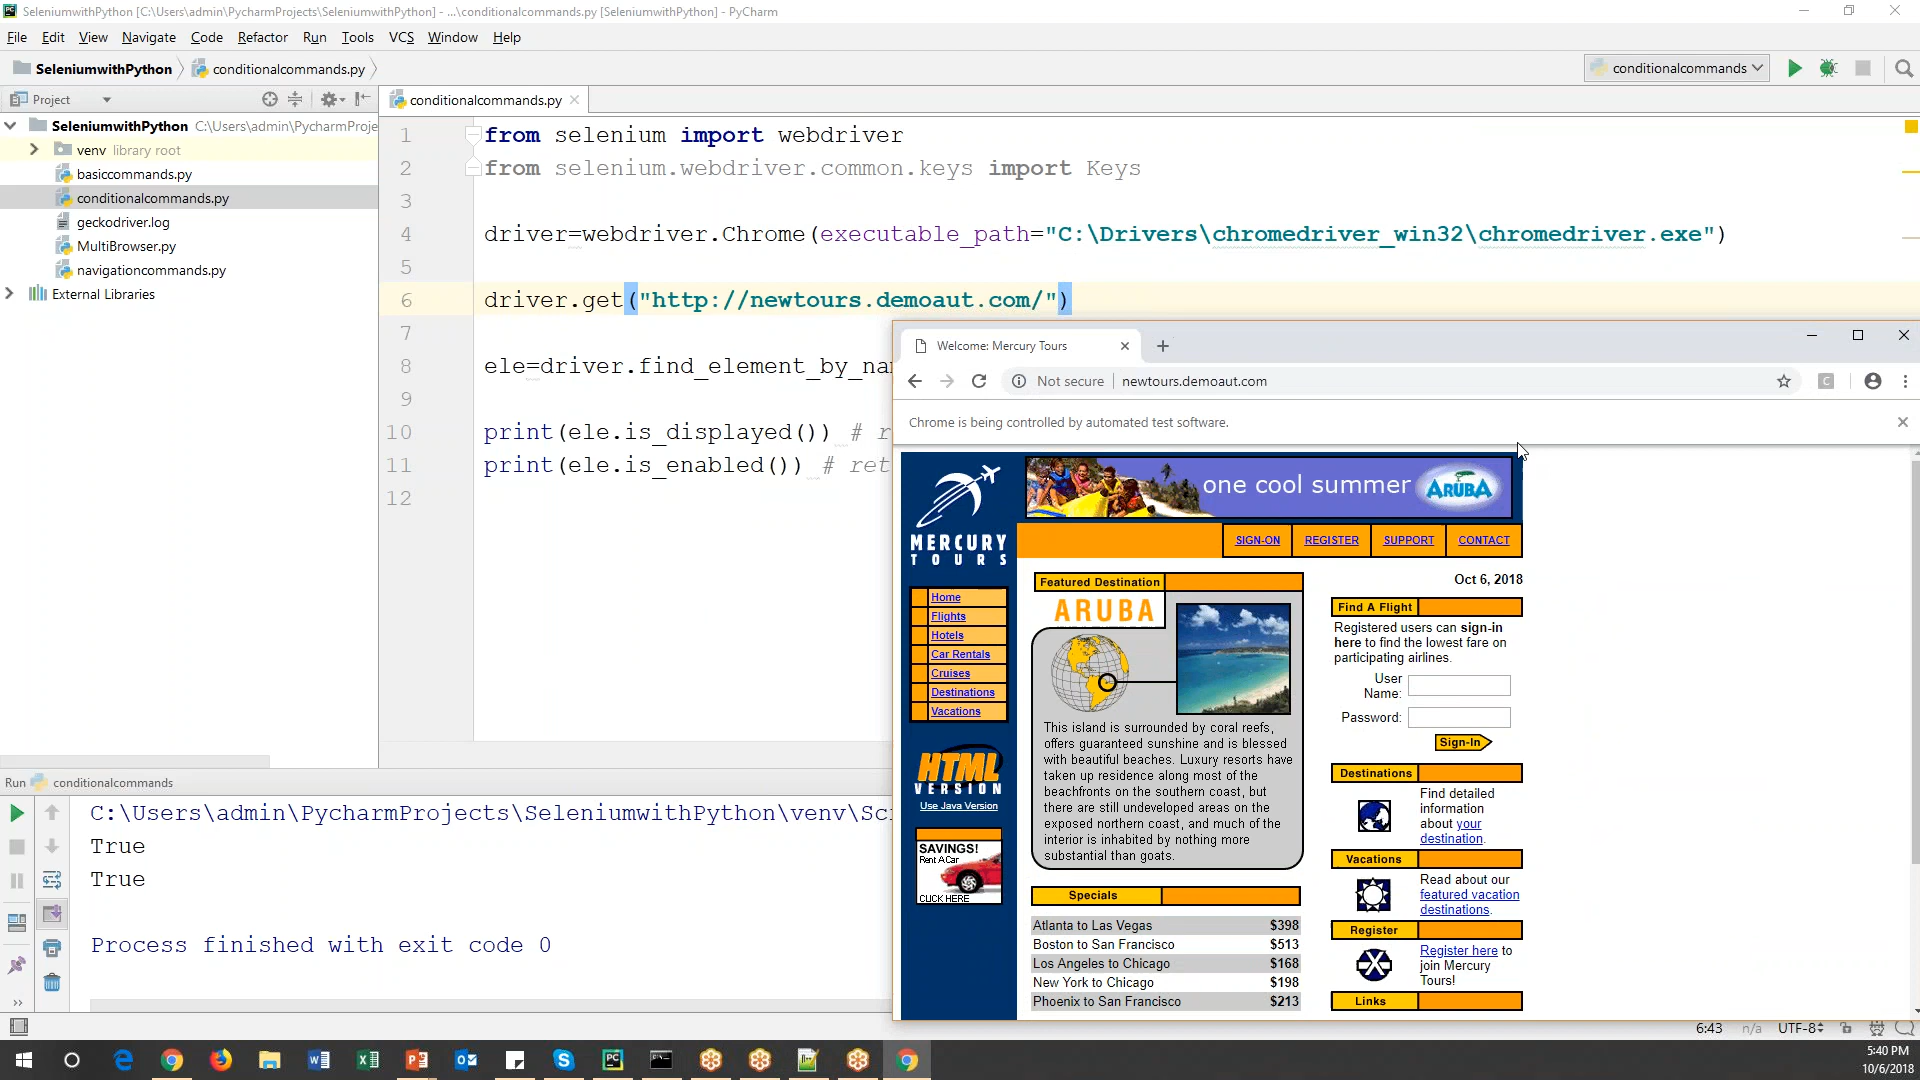 SeleniumwithPython [C:\Users\admin\PycharmProjects\SeleniumwithPython] - ...\conditionalcommands.py [SeleniumwithPython] - PyCharm
File Edit View Navigate Code Refactor Run Tools VCS Window Help
SeleniumwithPython conditionalcommands.py conditionalcommands
Project
SeleniumwithPython C:\Users\admin\PycharmProje
venv library root
basiccommands.py
conditionalcommands.py
geckodriver.log
MultiBrowser.py
navigationcommands.py
External Libraries
conditionalcommands.py
1 from selenium import webdriver
2 from selenium.webdriver.common.keys import Keys
3
4 driver=webdriver.Chrome(executable_path="C:\Drivers\chromedriver_win32\chromedriver.exe")
5
6 driver.get("http://newtours.demoaut.com/")
7
8 ele=driver.find_element_by_na
9
10 print(ele.is_displayed()) # r
11 print(ele.is_enabled()) # ret
12
Welcome: Mercury Tours
Not secure newtours.demoaut.com
Chrome is being controlled by automated test software.
MERCURY
TOURS
one cool summer ARUBA
SIGN-ON REGISTER SUPPORT CONTACT
Home
Flights
Hotels
Car Rentals
Cruises
Destinations
Vacations
HTML
VERSION
Use Java Version
SAVINGS!
Rent A Car
CLICK HERE
Featured Destination
ARUBA
This island is surrounded by coral reefs,
offers guaranteed sunshine and is blessed
with beautiful beaches. Luxury resorts have
taken up residence along most of the
beachfronts on the southern coast, but
there are still undeveloped areas on the
exposed northern coast, and much of the
interior is inhabited by nothing more
substantial than goats.
Specials
Atlanta to Las Vegas $398
Boston to San Francisco $513
Los Angeles to Chicago $168
New York to Chicago $198
Phoenix to San Francisco $213
Oct 6, 2018
Find A Flight
Registered users can sign-in
here to find the lowest fare on
participating airlines.
User
Name:
Password:
Sign-In
Destinations
Find detailed
information
about your
destination.
Vacations
Read about our
featured vacation
destinations.
Register
Register here to
join Mercury
Tours!
Links
Run conditionalcommands
C:\Users\admin\PycharmProjects\SeleniumwithPython\venv\Sc
True
True
Process finished with exit code 0
6:43 n/a UTF-8
5:40 PM
10/6/2018